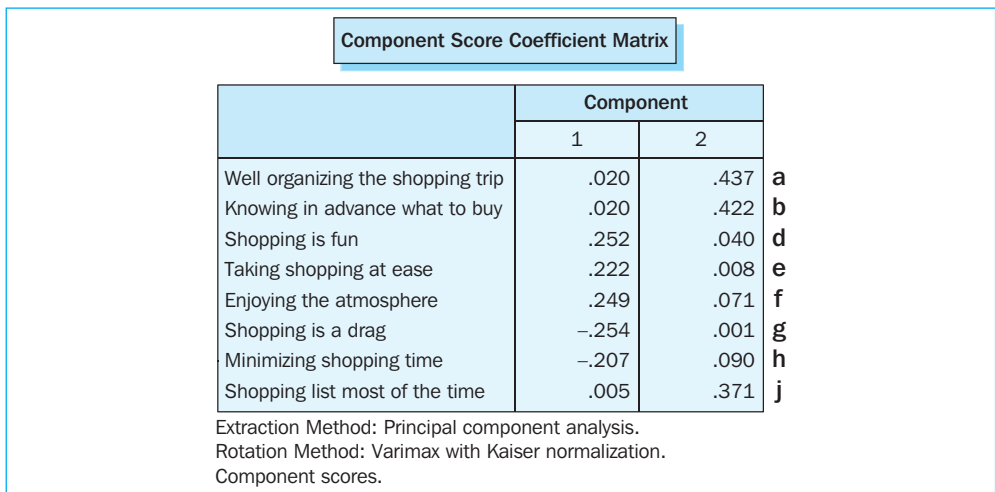 Component Score Coefficient Matrix
Component
1 2
Well organizing the shopping trip .020 .437 a
Knowing in advance what to buy .020 .422 b
Shopping is fun .252 .040 d
Taking shopping at ease .222 .008 e
Enjoying the atmosphere .249 .071 f
Shopping is a drag –.254 .001 g
Minimizing shopping time –.207 .090 h
Shopping list most of the time .005 .371 j
Extraction Method: Principal component analysis.
Rotation Method: Varimax with Kaiser normalization.
Component scores.